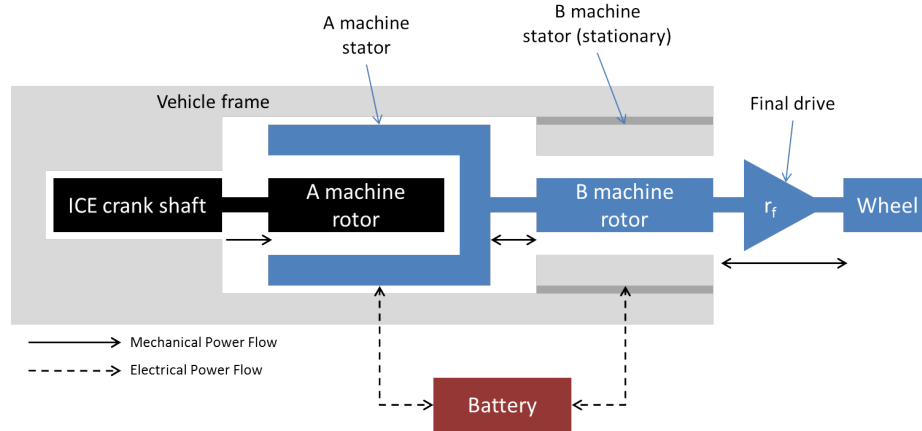 A machine
stator
B machine
stator (stationary)
Vehicle frame
Final drive
ICE crank shaft
A machine
rotor
B machine
rotor
rf
Wheel
Mechanical Power Flow
Electrical Power Flow
Battery